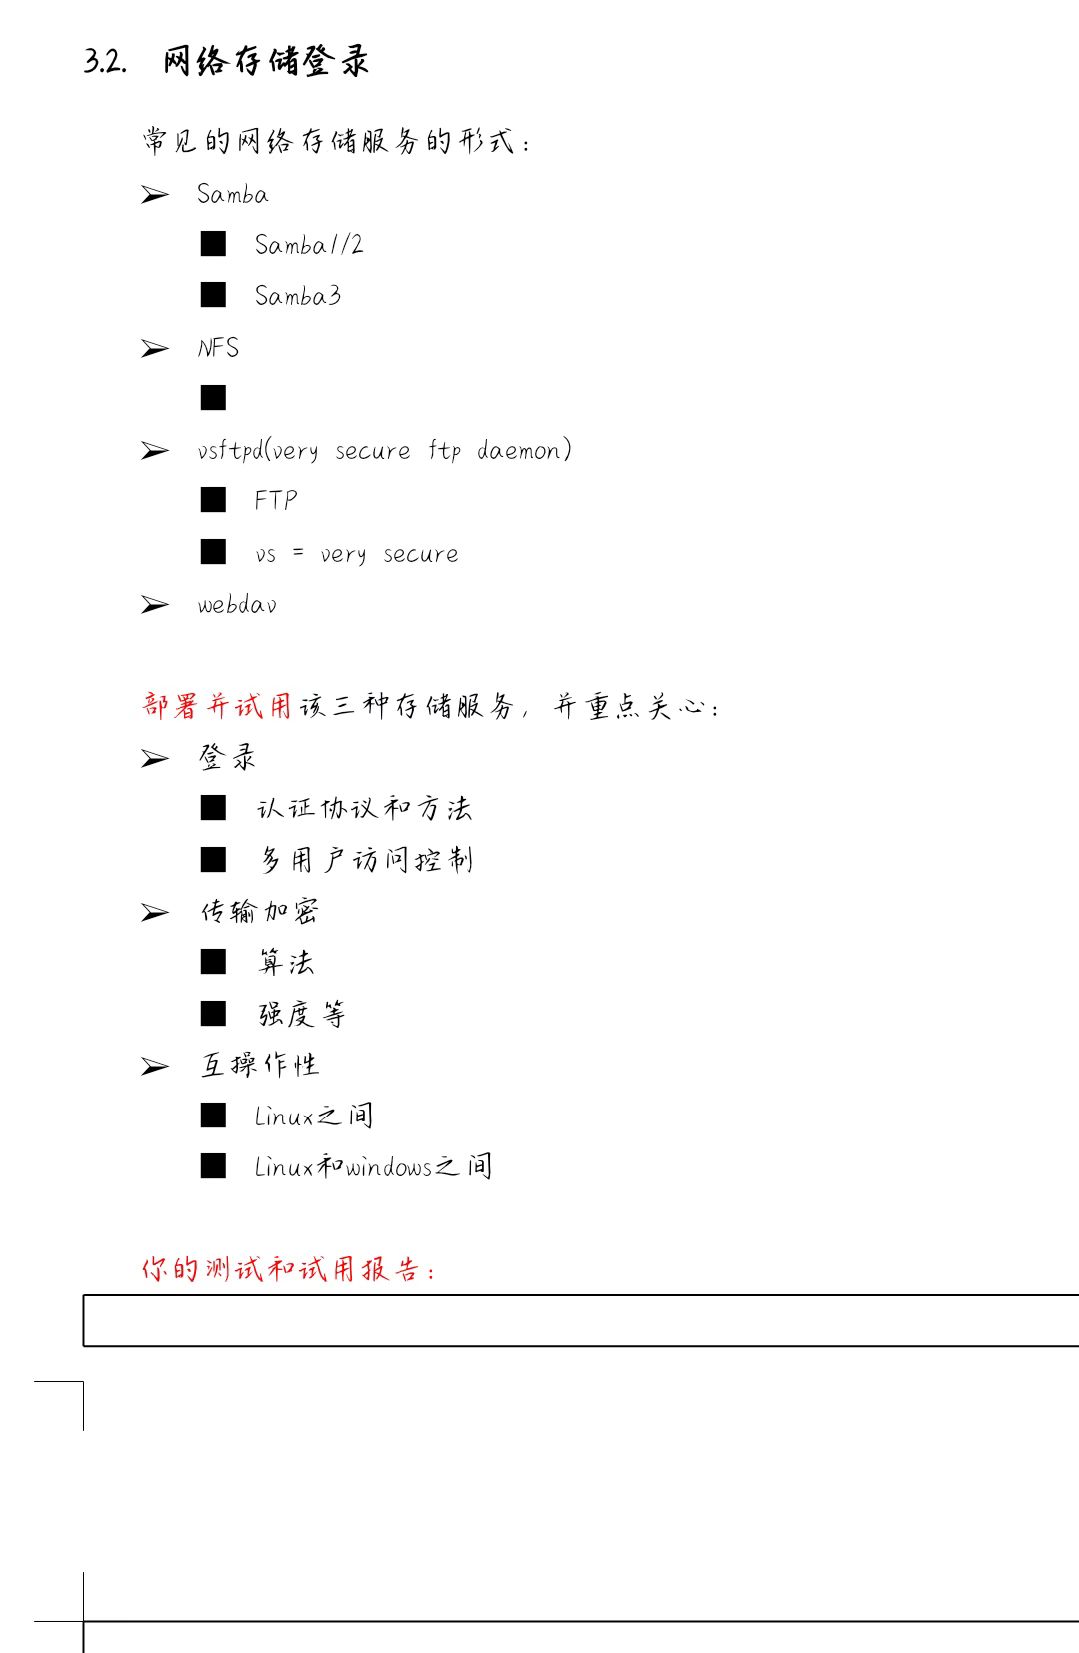 3.2. 网络存储登录
常见的网络存储服务的形式：
➢ Samba
■ Samba1/2
■ Samba3
➢ NFS
■
➢ vsftpd(very secure ftp daemon)
■ FTP
■ vs = very secure
➢ webdav
部署并试用该三种存储服务，并重点关心：
➢ 登录
■ 认证协议和方法
■ 多用户访问控制
➢ 传输加密
■ 算法
■ 强度等
➢ 互操作性
■ Linux之间
■ Linux和windows之间
你的测试和试用报告：